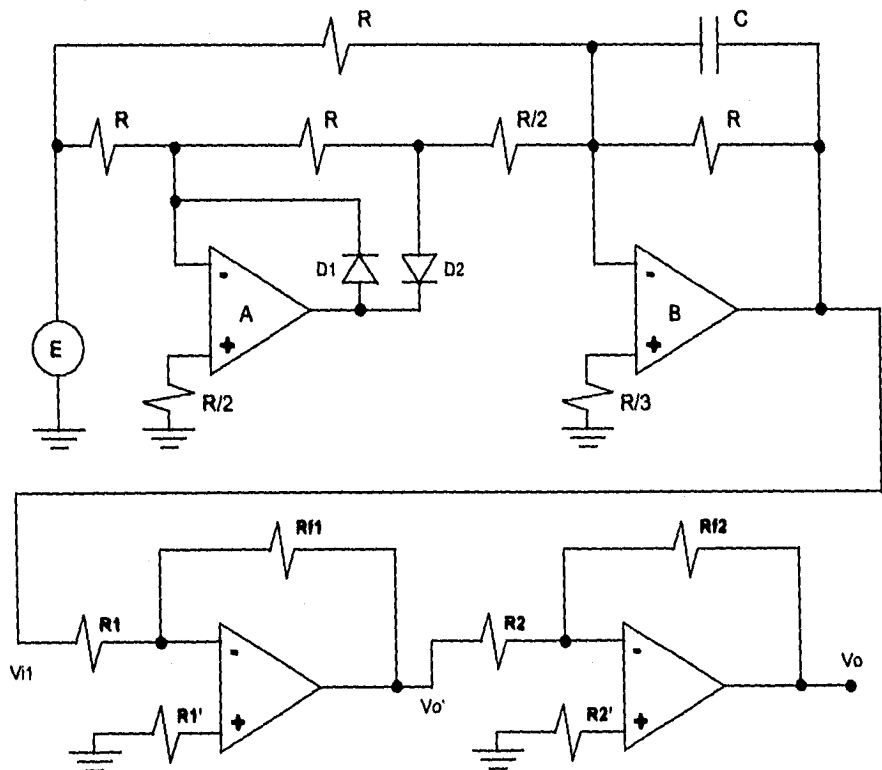 R
C
R
R
R/2
R
D1
D2
-
A
+
-
B
+
E
R/2
R/3
Rf1
Rf2
R1
R2
-
-
Vi1
Vo'
Vo
R1'
+
R2'
+